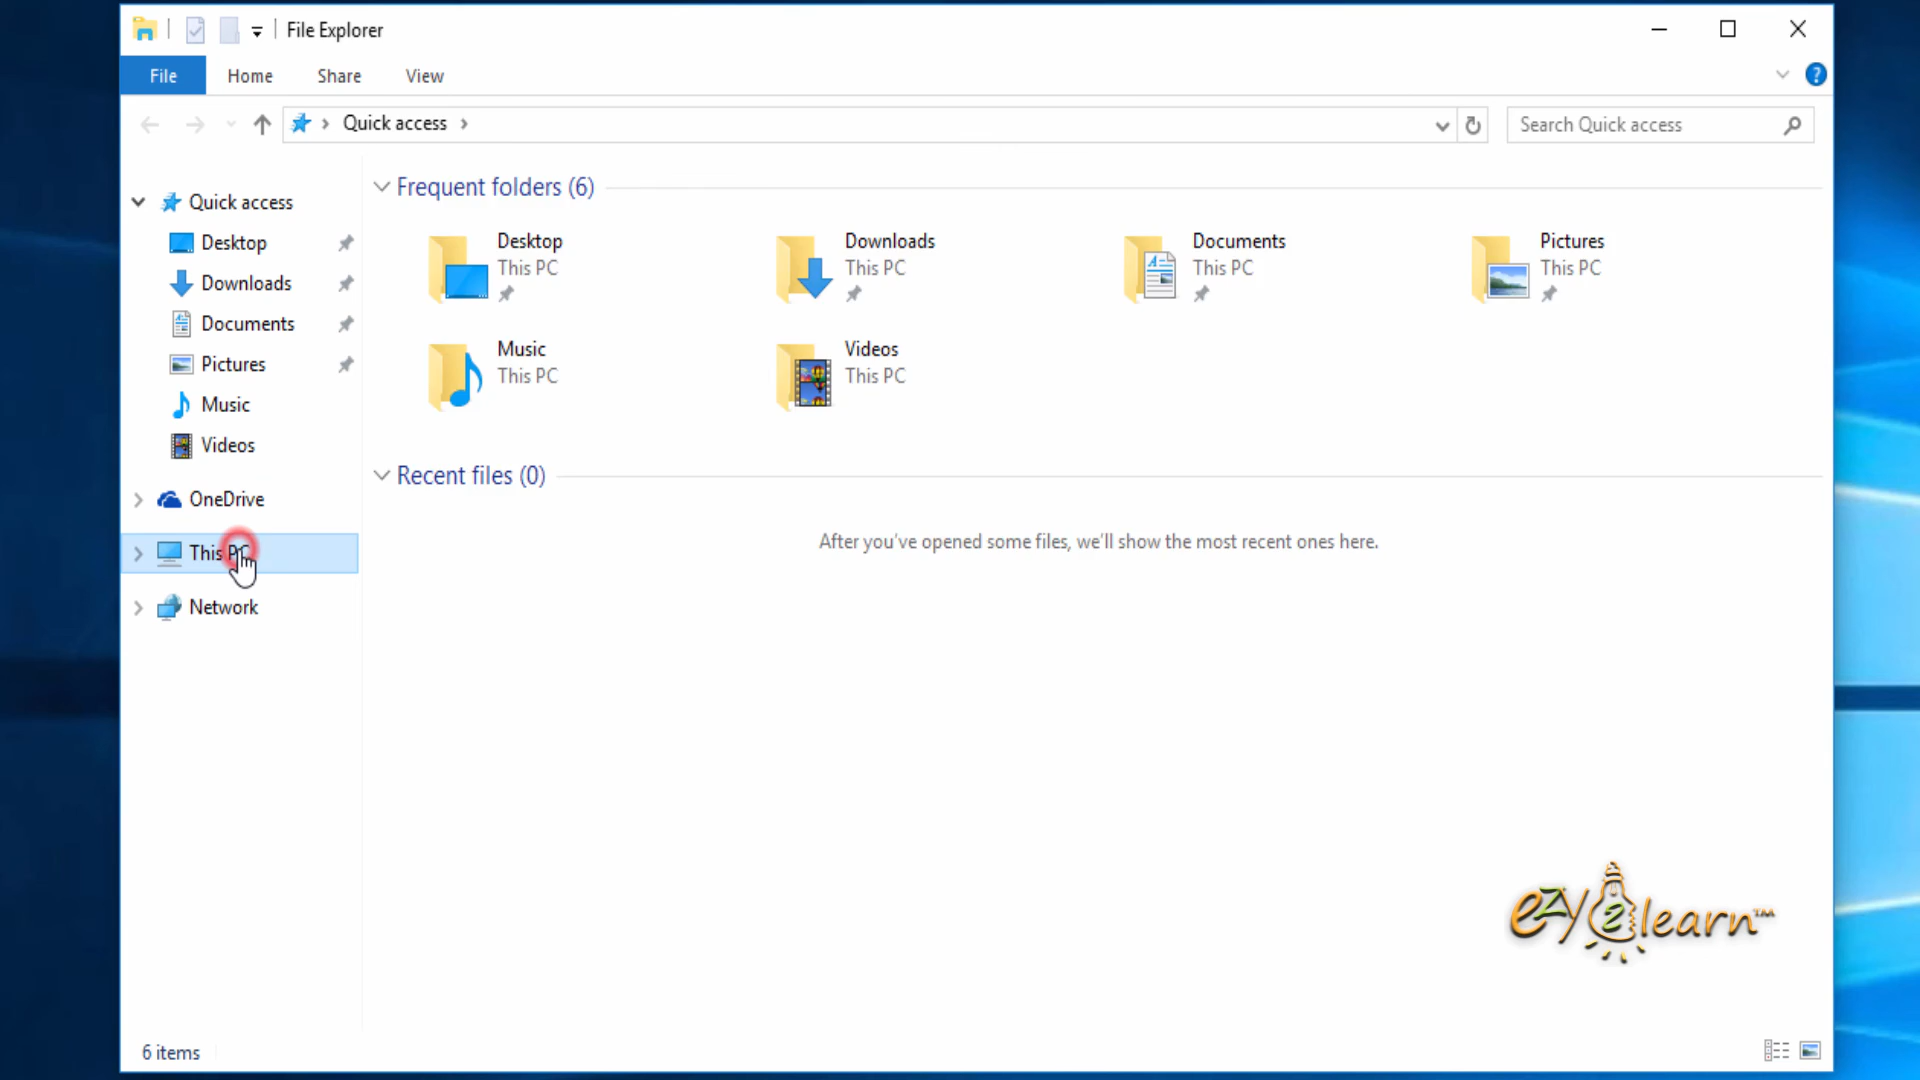 File Explorer
File Home Share View
Quick access
Search Quick access
Quick access
Desktop
Downloads
Documents
Pictures
Music
Videos
OneDrive
This PC
Network
Frequent folders (6)
Desktop
This PC
Downloads
This PC
Documents
This PC
Pictures
This PC
Music
This PC
Videos
This PC
Recent files (0)
After you've opened some files, we'll show the most recent ones here.
ezy2learn™
6 items